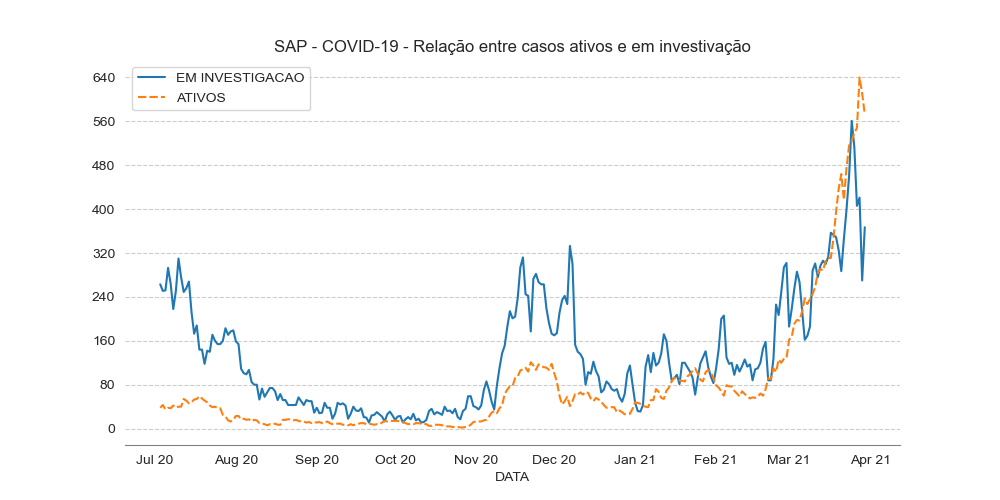 SAP - COVID-19 - Relação entre casos ativos e em investivação
EM INVESTIGACAO
ATIVOS
640
560
480
400
320
240
160
80
0
Jul 20 Aug 20 Sep 20 Oct 20 Nov 20 Dec 20 Jan 21 Feb 21 Mar 21 Apr 21
DATA